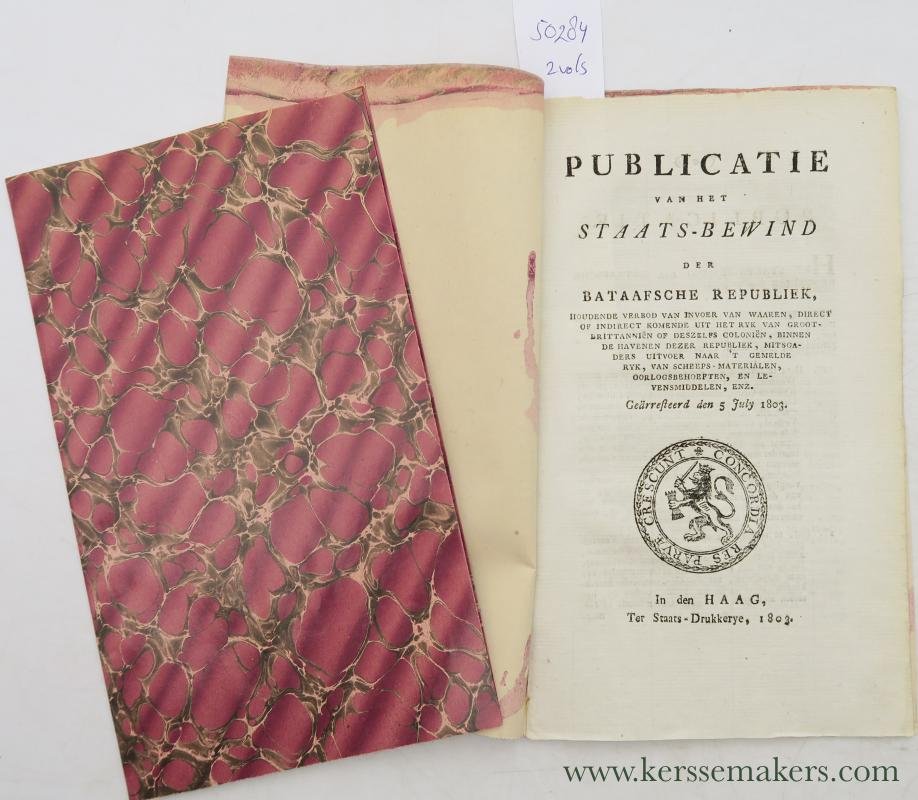 50284
2 vols
PUBLICATIE
VAN HET
STAATS-BEWIND
DER
BATAAFSCHE REPUBLIEK,
HOUDENDE VERBOD VAN INVOER VAN WAAREN, DIRECT
OF INDIRECT KOMENDE UIT HET RYK VAN GROOT-
BRITTANNIËN OF DESZELFS COLONIËN, BINNEN
DE HAVENEN DEZER REPUBLIEK, MITSGA-
DERS UITVOER NAAR 'T GEMELDE
RYK, VAN SCHEEPS-MATERIÄLEN,
OORLOGSBEHOEFTEN, EN LE-
VENSMIDDELEN, ENZ.
Geärreſteerd den 5 July 1803.
CONCORDIA RES PARVÆ CRESCUNT
In den HAAG,
Ter Staats-Drukkerye, 1803.
www.kerssemakers.com